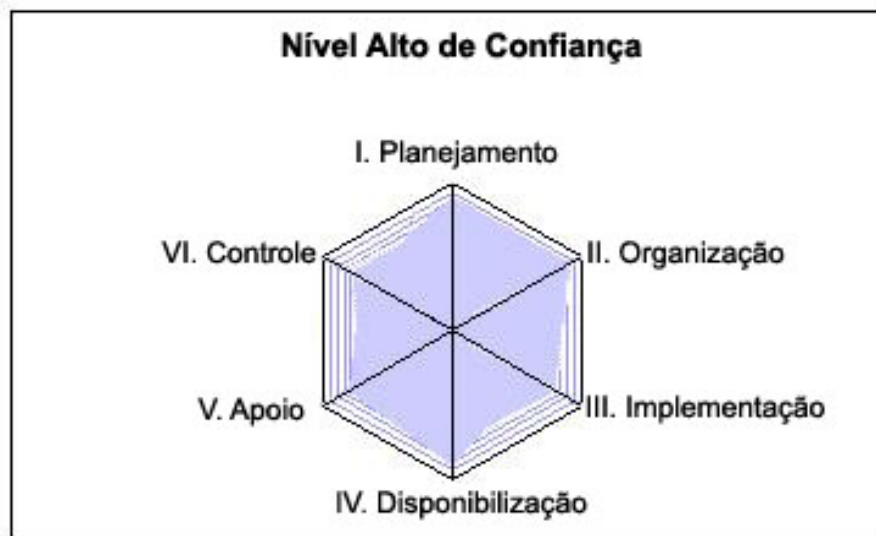 Nível Alto de Confiança
I. Planejamento
VI. Controle
II. Organização
V. Apoio
III. Implementação
IV. Disponibilização